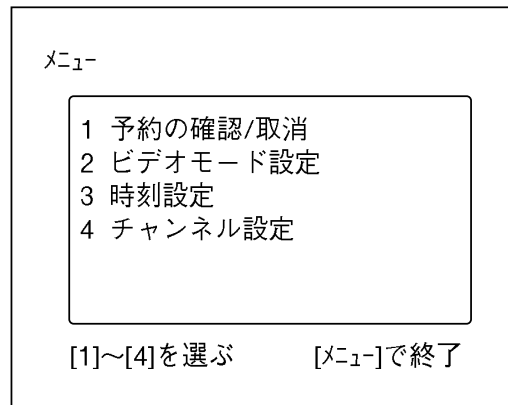 ﾒﾆｭｰ
1 予約の確認/取消
2 ビデオモード設定
3 時刻設定
4 チャンネル設定
[1]~[4]を選ぶ [ﾒﾆｭｰ]で終了